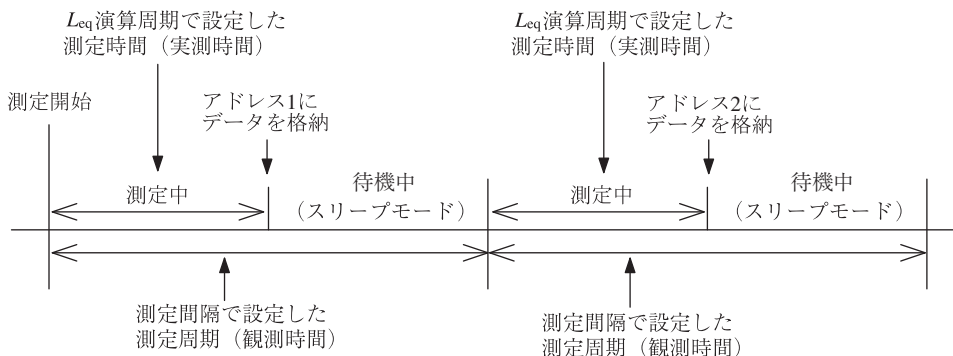 Leq演算周期で設定した
測定時間（実測時間）
Leq演算周期で設定した
測定時間（実測時間）
測定開始
アドレス1に
データを格納
アドレス2に
データを格納
測定中
待機中
（スリープモード）
測定中
待機中
（スリープモード）
測定間隔で設定した
測定周期（観測時間）
測定間隔で設定した
測定周期（観測時間）